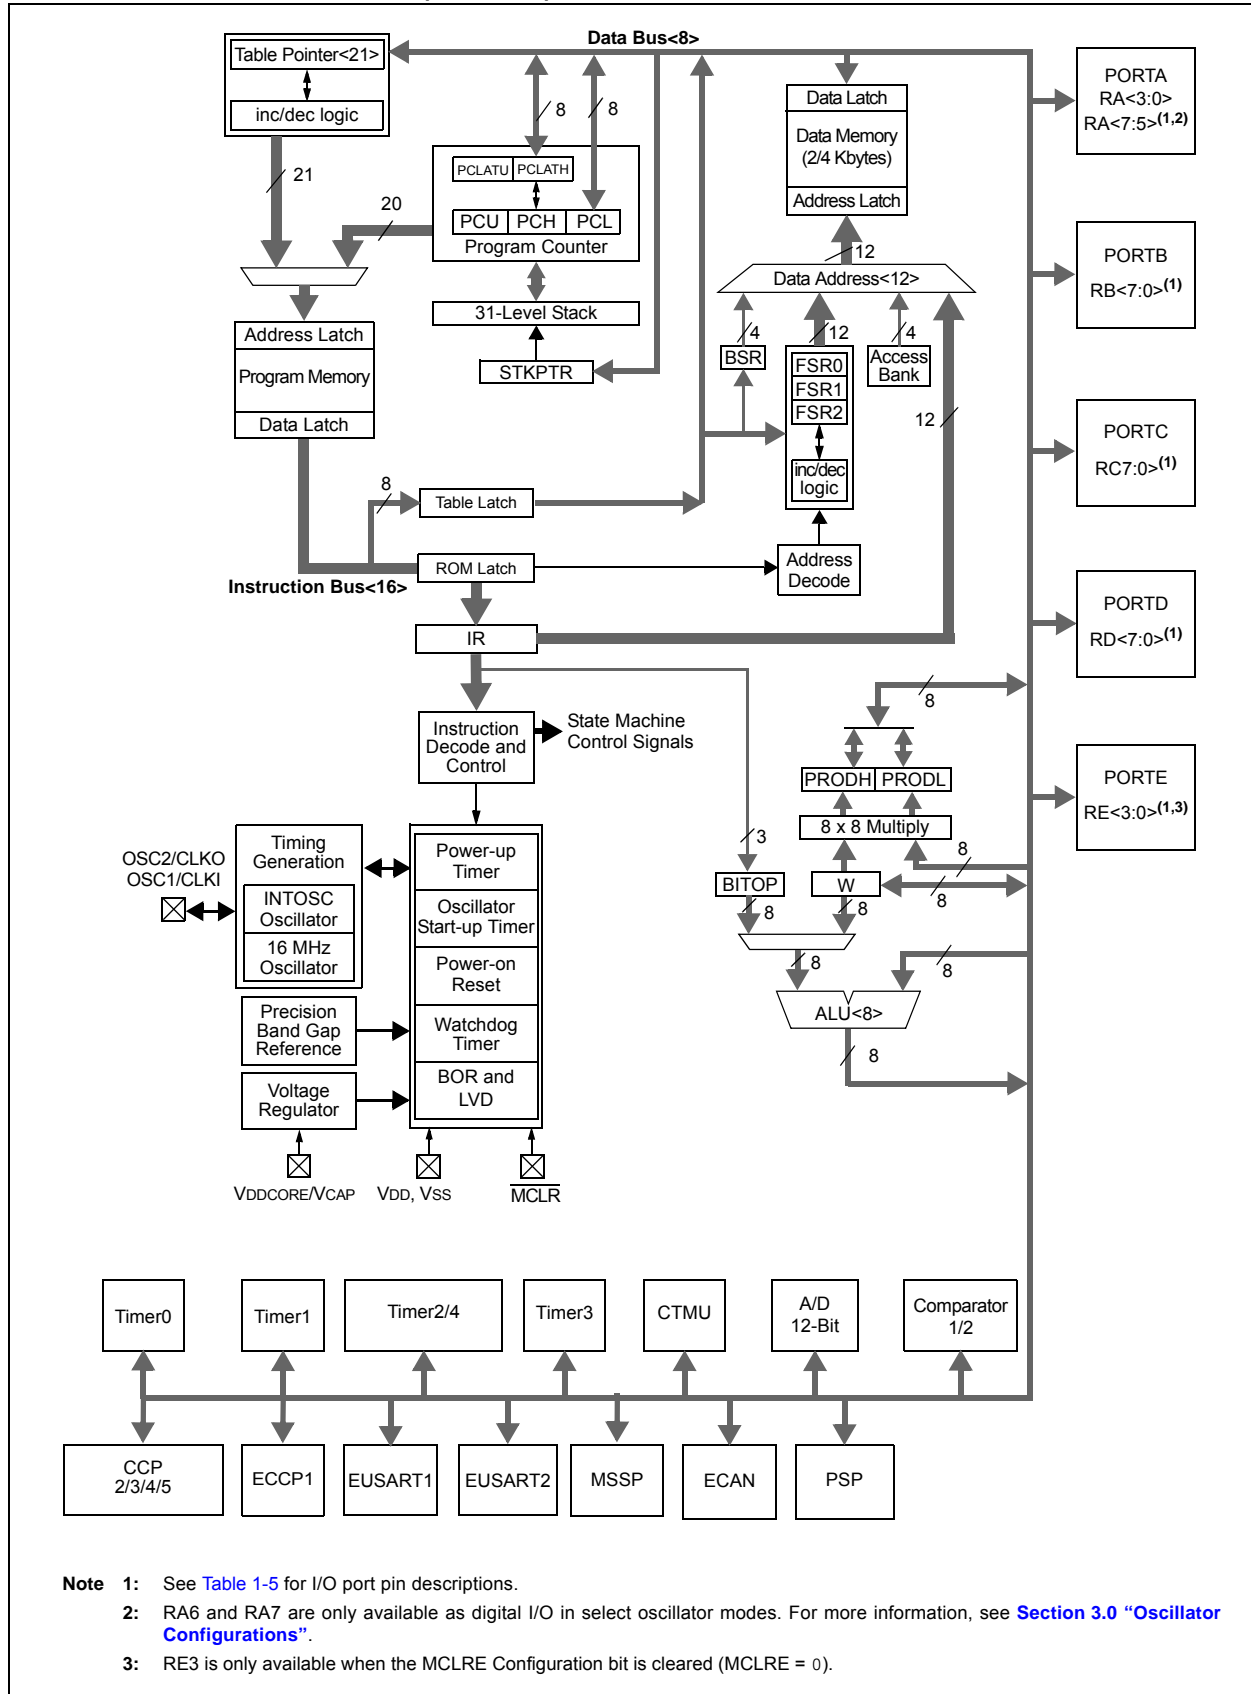 Data Bus<8>
Table Pointer<21>
inc/dec logic
21
20
8
8
PCLATU PCLATH
PCU PCH PCL
Program Counter
31-Level Stack
STKPTR
Data Latch
Data Memory
(2/4 Kbytes)
Address Latch
12
Data Address<12>
4
12
4
BSR
FSR0
FSR1
FSR2
inc/dec
logic
Access
Bank
12
Address
Decode
Address Latch
Program Memory
Data Latch
8
Table Latch
ROM Latch
Instruction Bus<16>
IR
Instruction
Decode and
Control
State Machine
Control Signals
PORTA
RA<3:0>
RA<7:5>(1,2)
PORTB
RB<7:0>(1)
PORTC
RC7:0>(1)
PORTD
RD<7:0>(1)
PORTE
RE<3:0>(1,3)
8
PRODH PRODL
8 x 8 Multiply
3
8
BITOP
W
8
8
8
8
8
ALU<8>
8
OSC2/CLKO
OSC1/CLKI
Timing
Generation
INTOSC
Oscillator
16 MHz
Oscillator
Precision
Band Gap
Reference
Voltage
Regulator
Power-up
Timer
Oscillator
Start-up Timer
Power-on
Reset
Watchdog
Timer
BOR and
LVD
VDDCORE/VCAP
VDD, VSS
MCLR
Timer0
Timer1
Timer2/4
Timer3
CTMU
A/D
12-Bit
Comparator
1/2
CCP
2/3/4/5
ECCP1
EUSART1
EUSART2
MSSP
ECAN
PSP
Note 1: See Table 1-5 for I/O port pin descriptions.
2: RA6 and RA7 are only available as digital I/O in select oscillator modes. For more information, see Section 3.0 “Oscillator
Configurations”.
3: RE3 is only available when the MCLRE Configuration bit is cleared (MCLRE = 0).